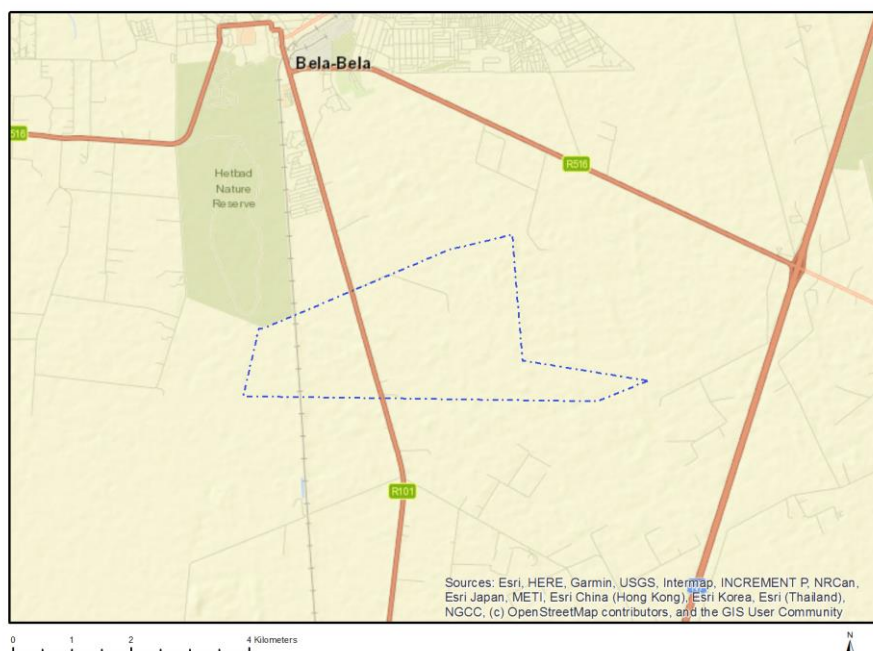 Bela-Bela
516
R516
Hetbad
Nature
Reserve
R101
Sources: Esri, HERE, Garmin, USGS, Intermap, INCREMENT P, NRCan,
Esri Japan, METI, Esri China (Hong Kong), Esri Korea, Esri (Thailand),
NGCC, (c) OpenStreetMap contributors, and the GIS User Community
0 1 2 4 Kilometers
N